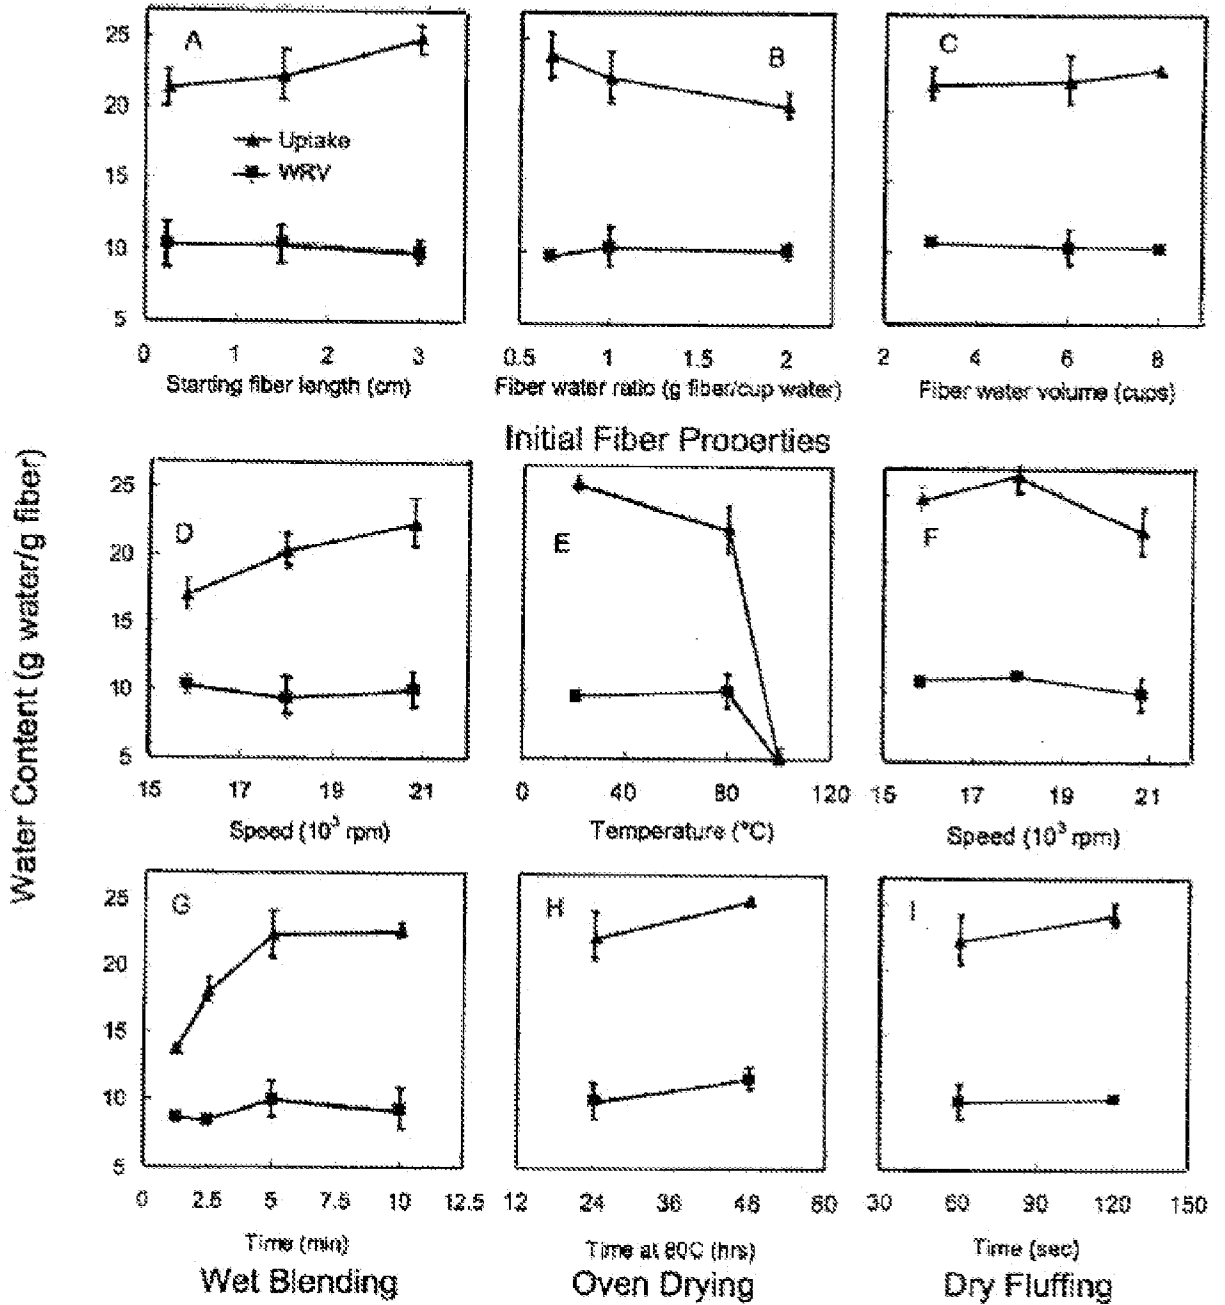 A
B
C
25
20
15
10
5
Uptake
WRV
0 1 2 3
0.5 1 1.5 2
2 4 6 8
Starting fiber length (cm)
Fiber water ratio (g fiber/cup water)
Fiber water volume (cups)
Initial Fiber Properties
Water Content (g water/g fiber)
D
E
F
25
20
15
10
5
15 17 19 21
0 40 80 120
15 17 19 21
Speed (10³ rpm)
Temperature (°C)
Speed (10³ rpm)
G
H
I
25
20
15
10
5
0 2.5 5 7.5 10 12.5
12 24 36 48 60
30 60 90 120 150
Time (min)
Time at 80C (hrs)
Time (sec)
Wet Blending
Oven Drying
Dry Fluffing